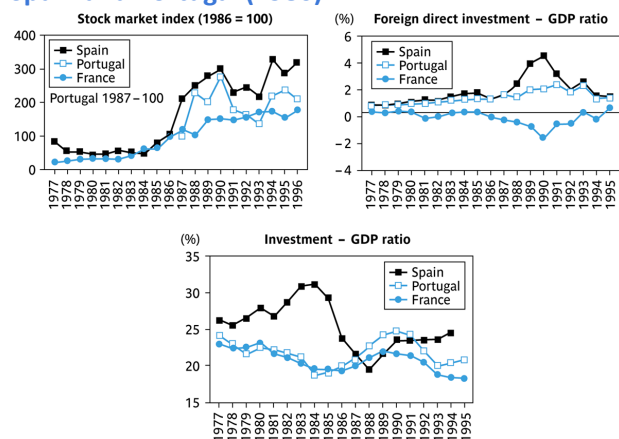 Stock market index (1986 = 100)
400
300
200
100
0
Spain
Portugal
France
Portugal 1987–100
1977 1978 1979 1980 1981 1982 1983 1984 1985 1986 1987 1988 1989 1990 1991 1992 1993 1994 1995 1996
(%)
Foreign direct investment – GDP ratio
6
4
2
0
−2
−4
Spain
Portugal
France
1977 1978 1979 1980 1981 1982 1983 1984 1985 1986 1987 1988 1989 1990 1991 1992 1993 1994 1995
(%)
Investment – GDP ratio
35
30
25
20
15
Spain
Portugal
France
1977 1978 1979 1980 1981 1982 1983 1984 1985 1986 1987 1988 1989 1990 1991 1992 1993 1994 1995